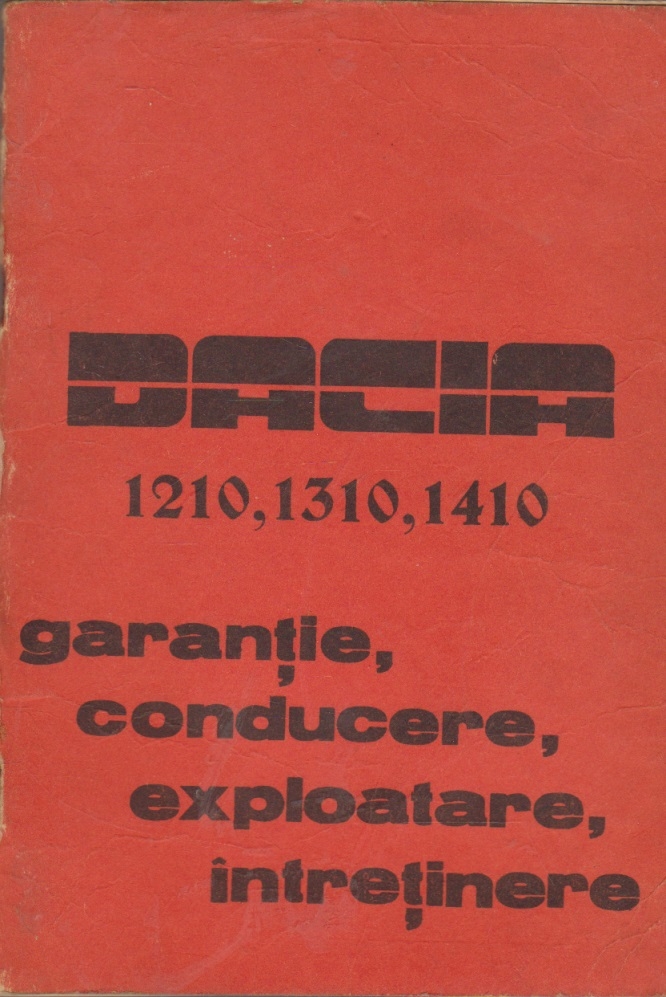 DACIA
1210, 1310, 1410
garanție,
conducere,
exploatare,
întreținere